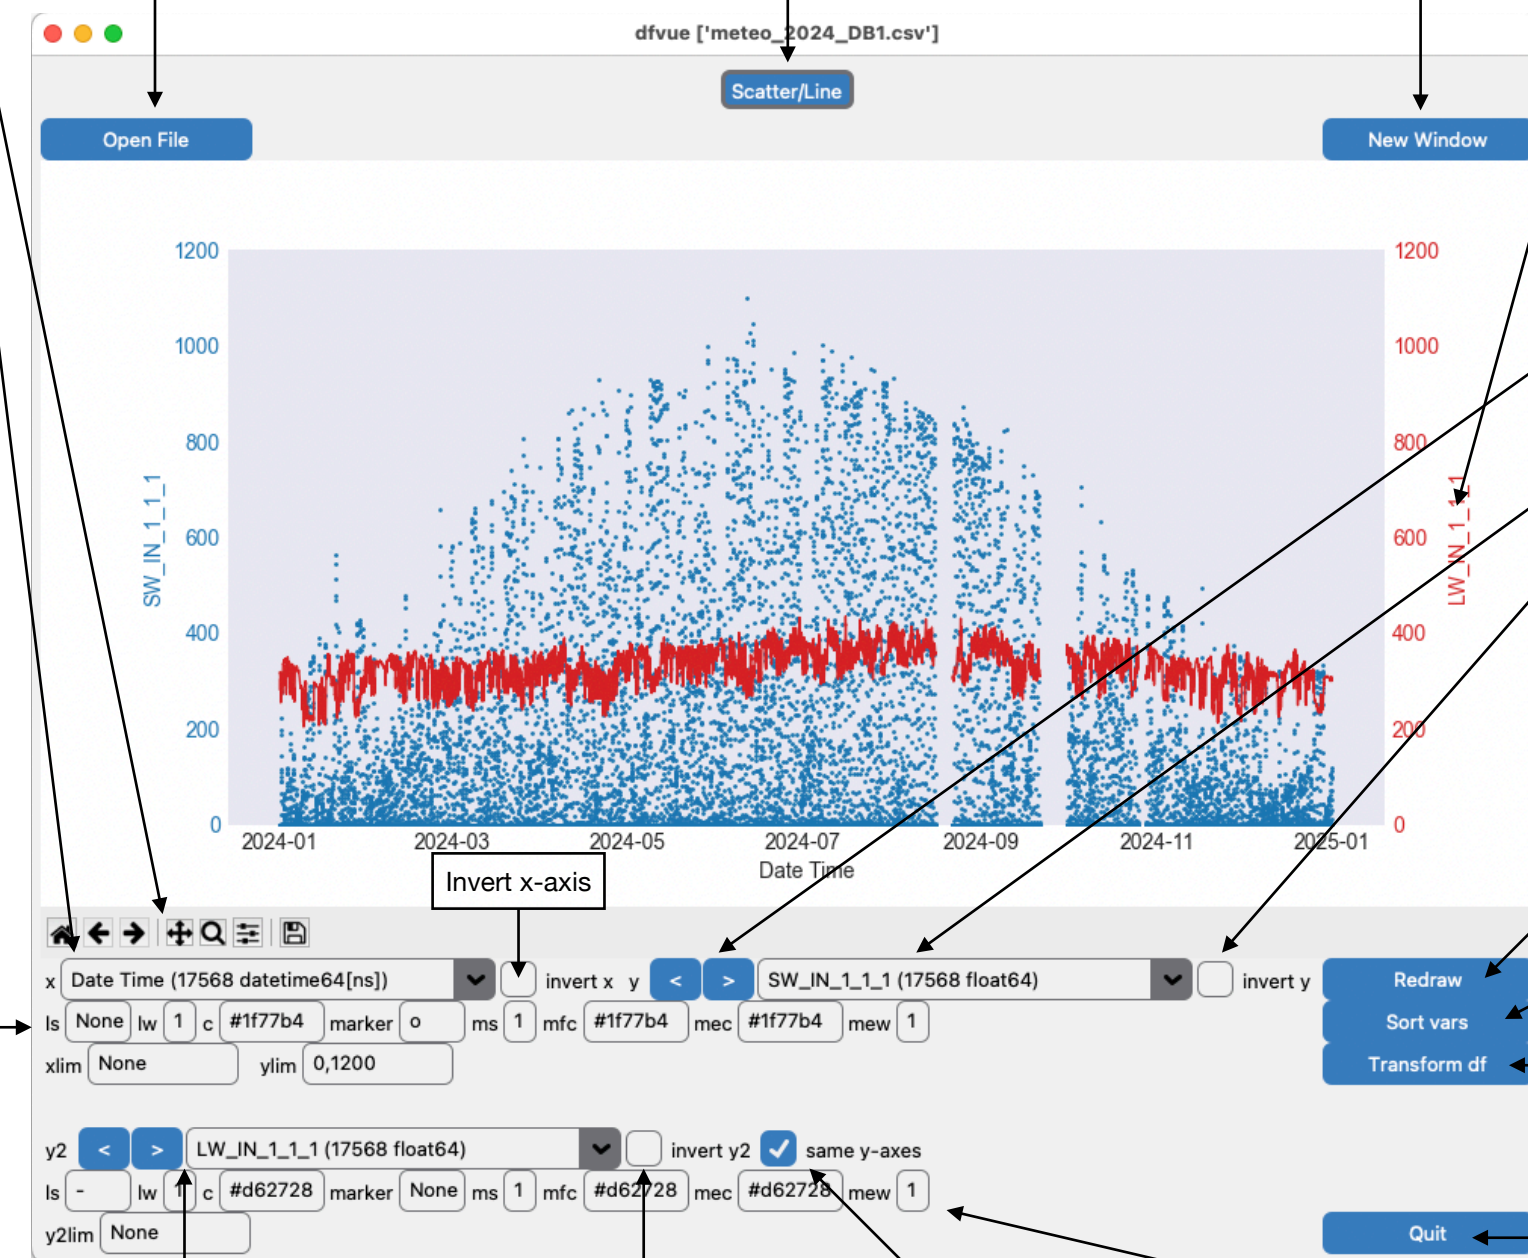 dfvue ['meteo_2024_DB1.csv']
Scatter/Line
Open File
New Window
1200
1000
800
600
400
200
0
SW_IN_1_1_1
1200
1000
800
600
400
200
0
LW_IN_1_1_1
2024-01
2024-03
2024-05
2024-07
2024-09
2024-11
2025-01
Date Time
Invert x-axis
x Date Time (17568 datetime64[ns]) invert x y < > SW_IN_1_1_1 (17568 float64) invert y Redraw
ls None lw 1 c #1f77b4 marker o ms 1 mfc #1f77b4 mec #1f77b4 mew 1 Sort vars
xlim None ylim 0,1200 Transform df
y2 < > LW_IN_1_1_1 (17568 float64) invert y2 same y-axes
ls - lw 1 c #d62728 marker None ms 1 mfc #d62728 mec #d62728 mew 1
y2lim None Quit